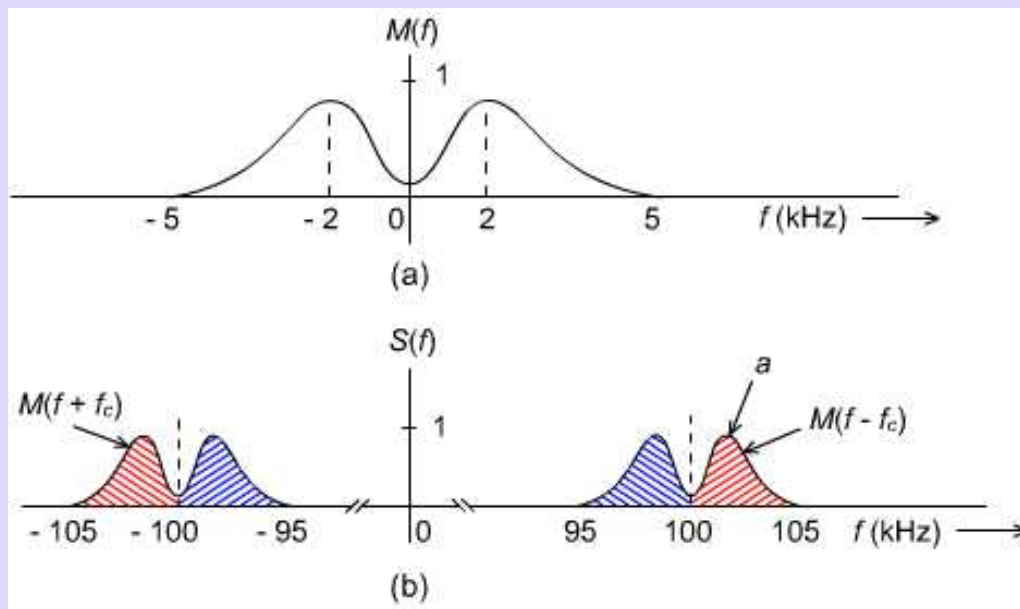 M(f)
1
- 5 - 2 0 2 5 f (kHz)
(a)
S(f)
a
M(f + fc) 1 M(f - fc)
- 105 - 100 - 95 0 95 100 105 f (kHz)
(b)